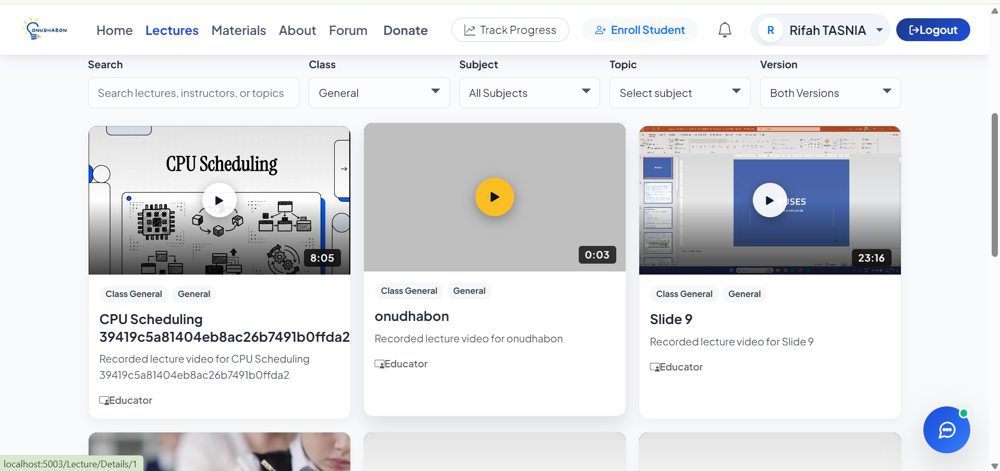 ONUDHABON
Home Lectures Materials About Forum Donate Track Progress Enroll Student R Rifah TASNIA Logout
Search Class Subject Topic Version
Search lectures, instructors, or topics General All Subjects Select subject Both Versions
CPU Scheduling
8:05
0:03
BUSES
23:16
Class General General
CPU Scheduling
39419c5a81404eb8ac26b7491b0ffda2
Recorded lecture video for CPU Scheduling
39419c5a81404eb8ac26b7491b0ffda2
Educator
Class General General
onudhabon
Recorded lecture video for onudhabon
Educator
Class General General
Slide 9
Recorded lecture video for Slide 9
Educator
localhost:5003/Lecture/Details/1